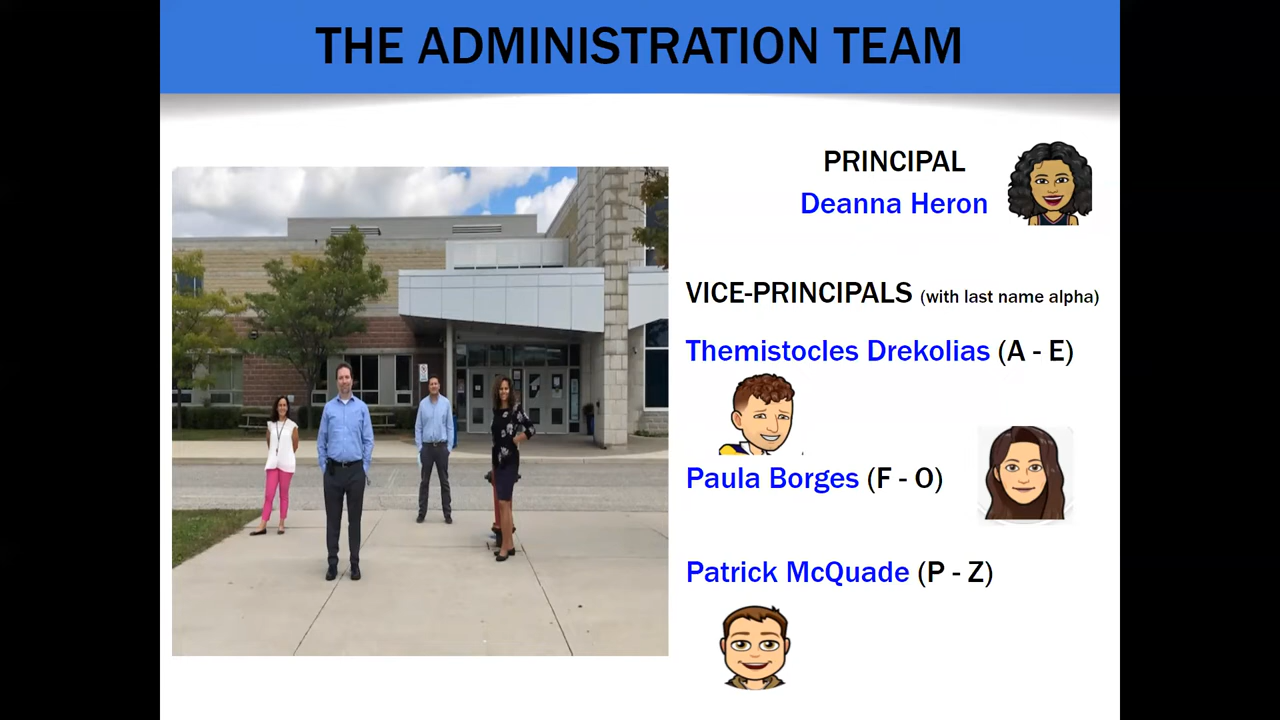 THE ADMINISTRATION TEAM
PRINCIPAL
Deanna Heron
VICE-PRINCIPALS (with last name alpha)
Themistocles Drekolias (A - E)
Paula Borges (F - O)
Patrick McQuade (P - Z)